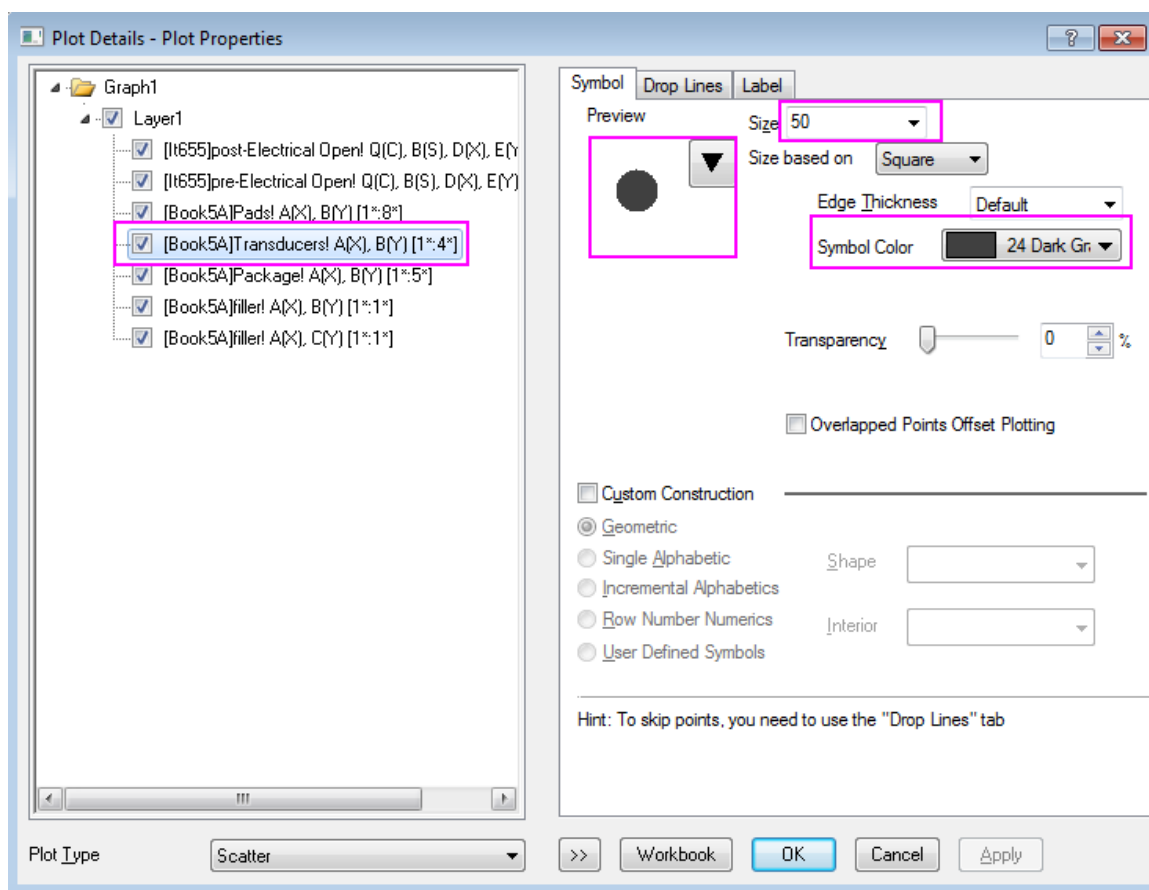 Plot Details - Plot Properties
Graph1
Layer1
[It655]post-Electrical Open! Q(C), B(S), D(X), E(Y
[It655]pre-Electrical Open! Q(C), B(S), D(X), E(Y)
[Book5A]Pads! A(X), B(Y) [1*:8*]
[Book5A]Transducers! A(X), B(Y) [1*:4*]
[Book5A]Package! A(X), B(Y) [1*:5*]
[Book5A]filler! A(X), B(Y) [1*:1*]
[Book5A]filler! A(X), C(Y) [1*:1*]
Plot Type Scatter
Symbol Drop Lines Label
Preview
Size 50
Size based on Square
Edge Thickness Default
Symbol Color 24 Dark Gr
Transparency 0 %
Overlapped Points Offset Plotting
Custom Construction
Geometric
Single Alphabetic
Incremental Alphabetics
Row Number Numerics
User Defined Symbols
Shape
Interior
Hint: To skip points, you need to use the "Drop Lines" tab
>> Workbook OK Cancel Apply